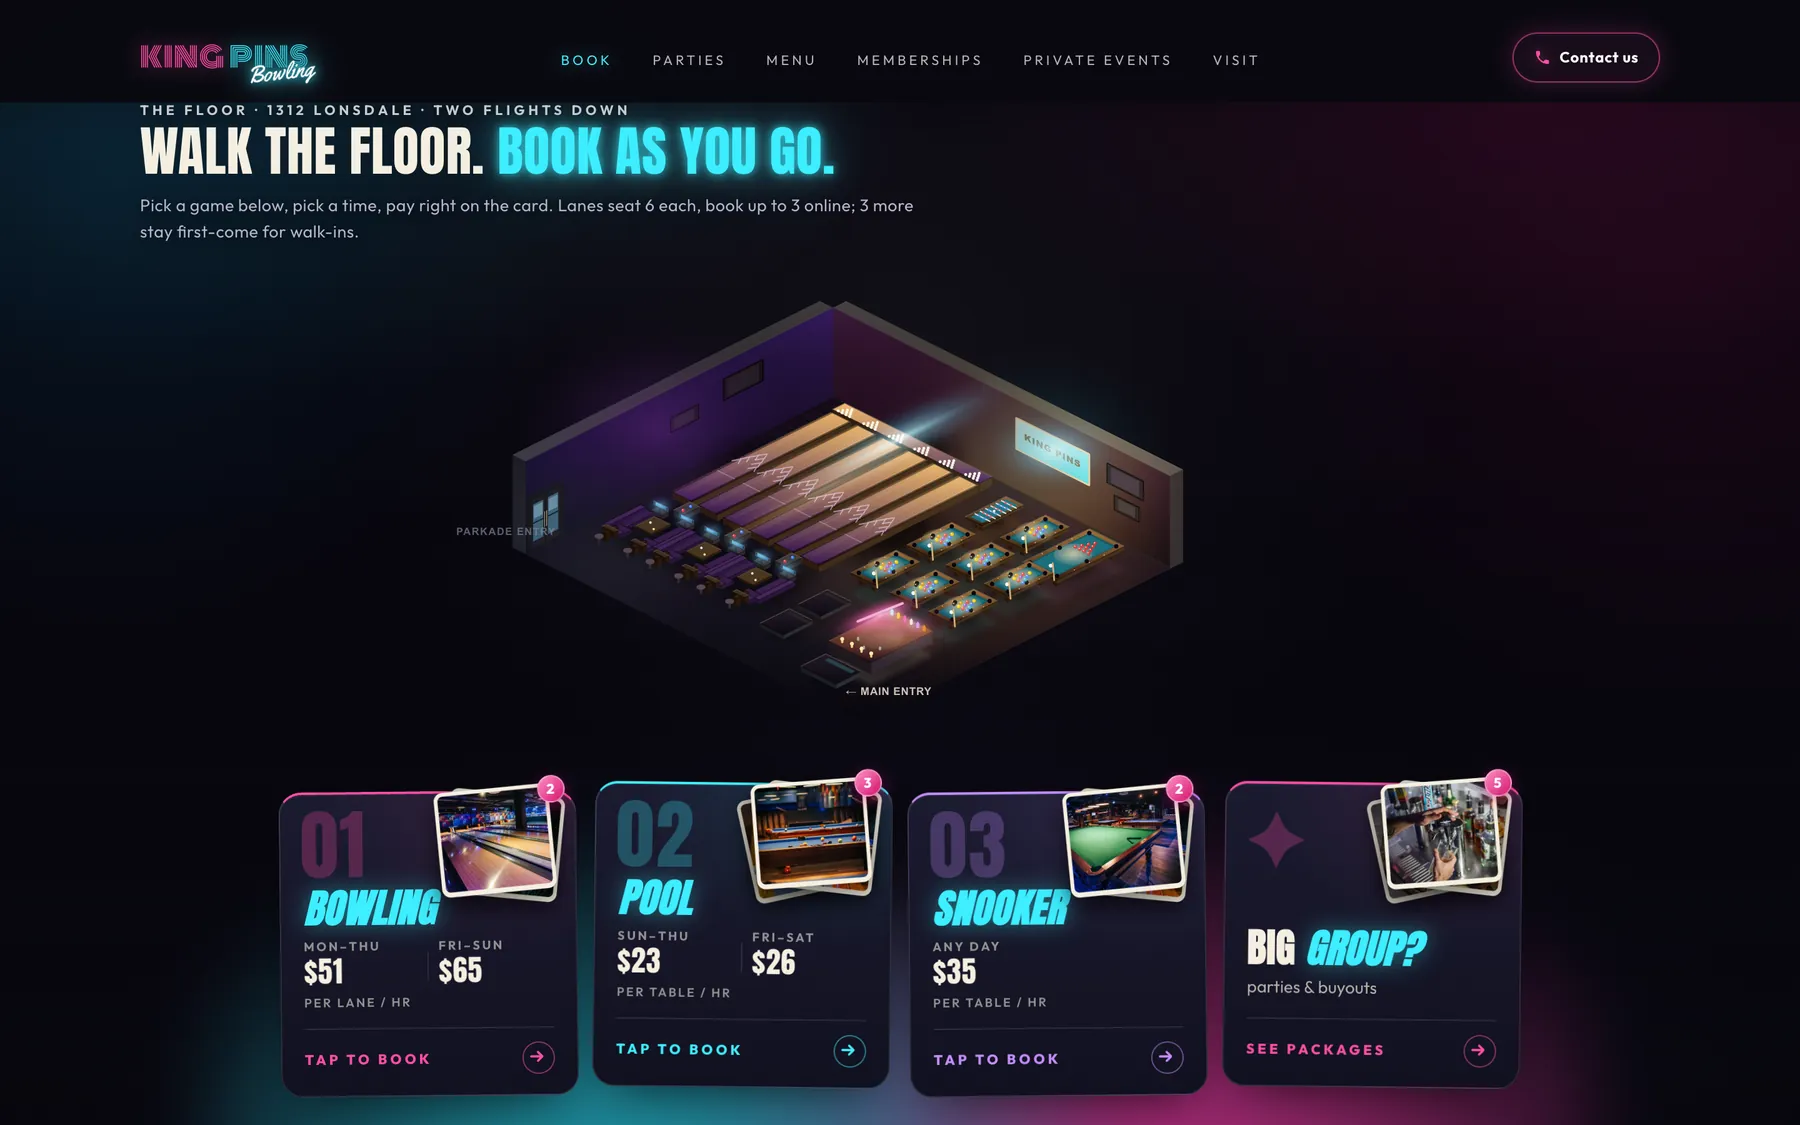 KING PINS
Bowling
BOOK
PARTIES
MENU
MEMBERSHIPS
PRIVATE EVENTS
VISIT
Contact us
THE FLOOR · 1312 LONSDALE · TWO FLIGHTS DOWN
WALK THE FLOOR. BOOK AS YOU GO.
Pick a game below, pick a time, pay right on the card. Lanes seat 6 each, book up to 3 online; 3 more
stay first-come for walk-ins.
KING PINS
PARKADE ENTRY
← MAIN ENTRY
01
2
BOWLING
MON–THU
$51
FRI–SUN
$65
PER LANE / HR
TAP TO BOOK
02
3
POOL
SUN–THU
$23
FRI–SAT
$26
PER TABLE / HR
TAP TO BOOK
03
2
SNOOKER
ANY DAY
$35
PER TABLE / HR
TAP TO BOOK
5
BIG GROUP?
parties & buyouts
SEE PACKAGES